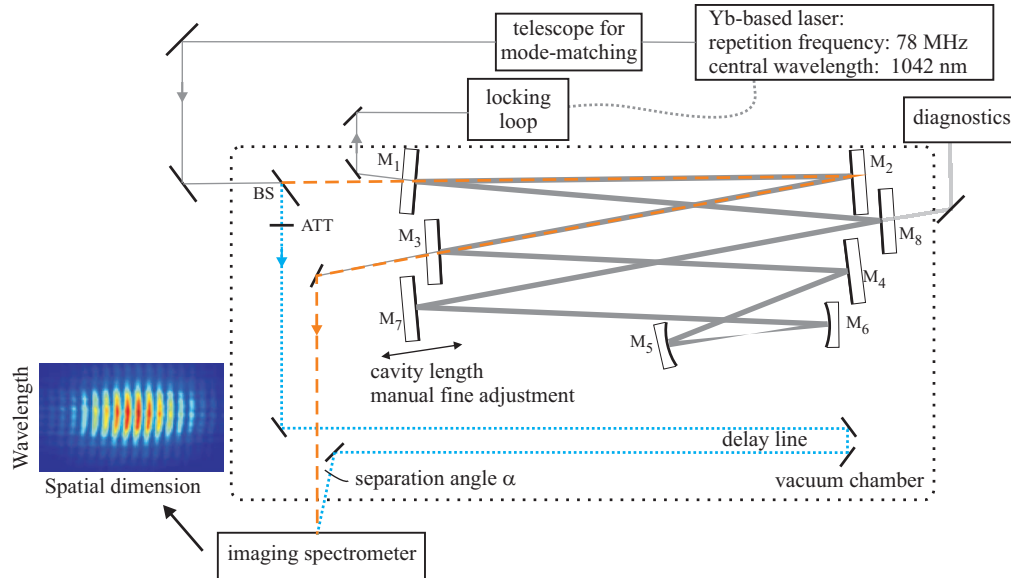 telescope for
mode-matching
Yb-based laser:
repetition frequency: 78 MHz
central wavelength: 1042 nm
locking
loop
diagnostics
M1
M2
BS
ATT
M3
M8
M4
M7
M5
M6
cavity length
manual fine adjustment
Wavelength
Spatial dimension
delay line
separation angle α
vacuum chamber
imaging spectrometer